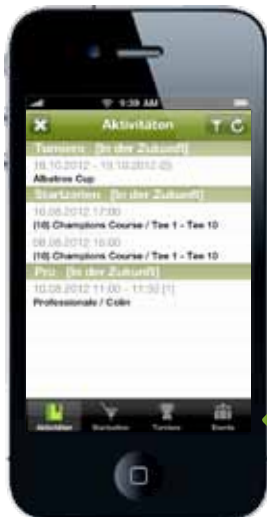 9:39 AM
Aktivitäten
Turniere [In der Zukunft]
18.10.2012 - 19.10.2012 (5)
Albatros Cup
Startzeiten [In der Zukunft]
10.08.2012 17:00
[18] Champions Course / Tee 1 - Tee 10
08.08.2012 16:00
[18] Champions Course / Tee 1 - Tee 10
Pro [In der Zukunft]
10.08.2012 11:00 - 11:30 [1]
Professionals / Colin
Aktivitäten Startzeiten Turniere Events